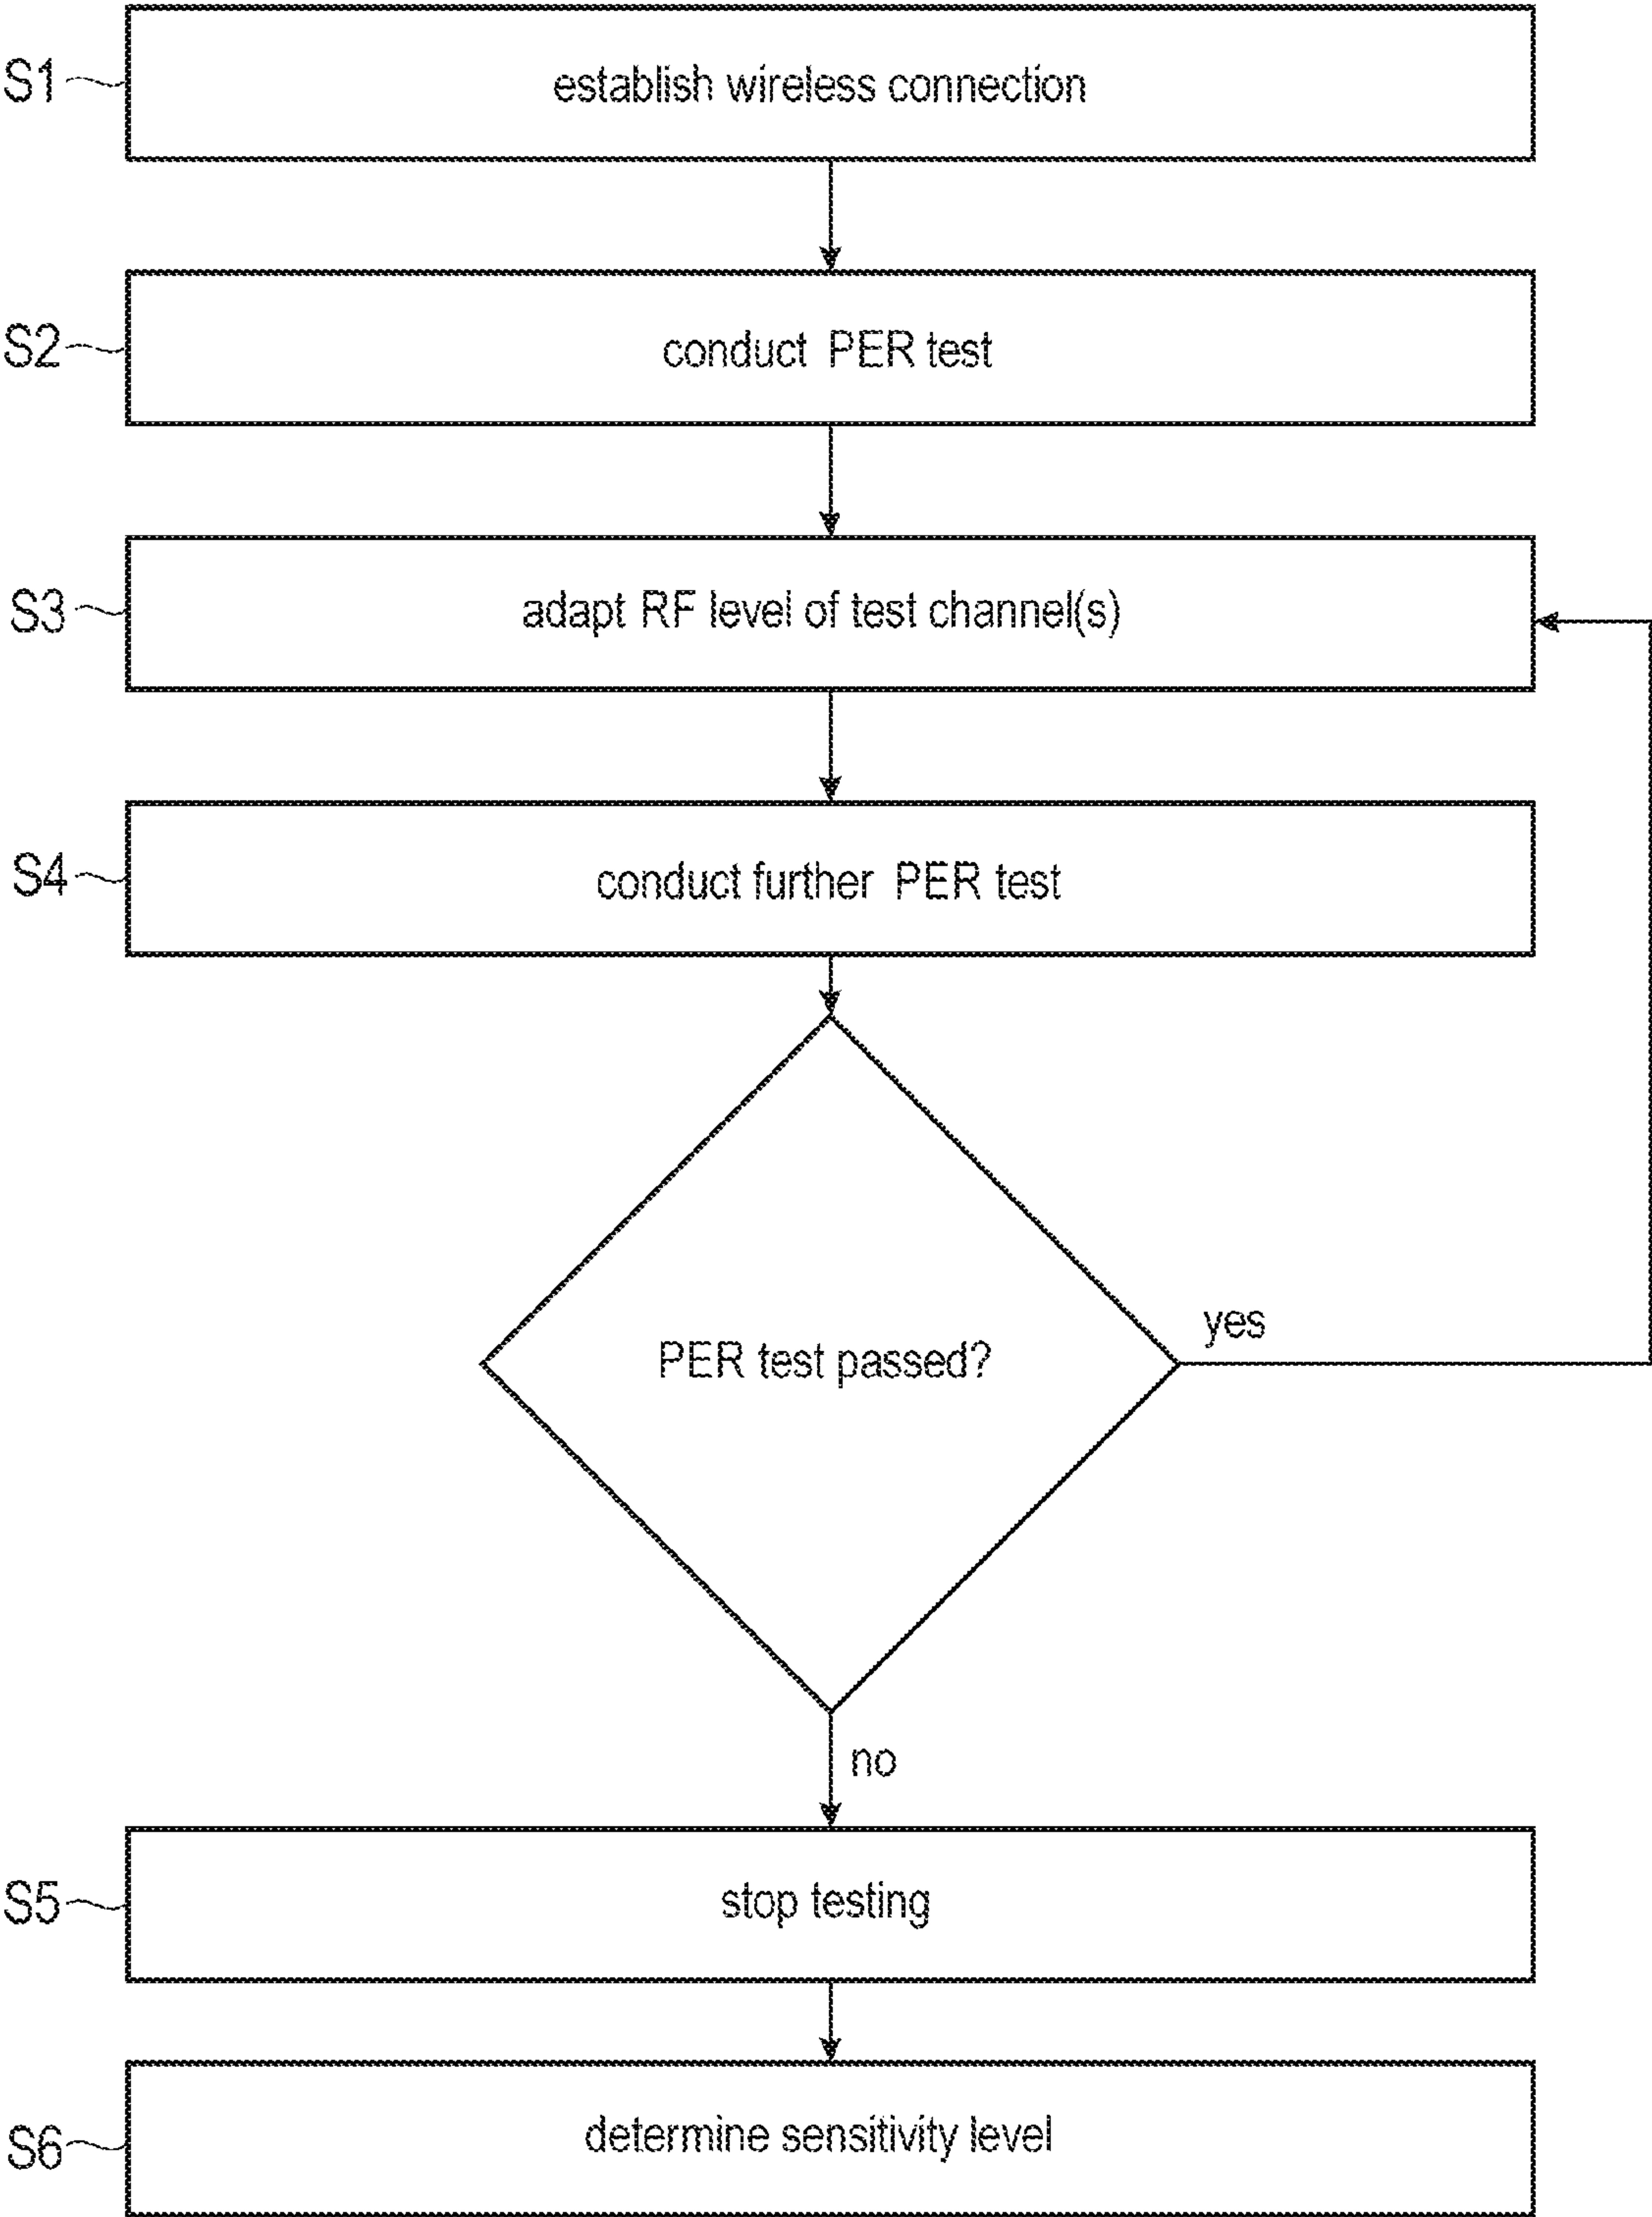 S1
establish wireless connection
S2
conduct PER test
S3
adapt RF level of test channel(s)
S4
conduct further PER test
PER test passed?
yes
no
S5
stop testing
S6
determine sensitivity level